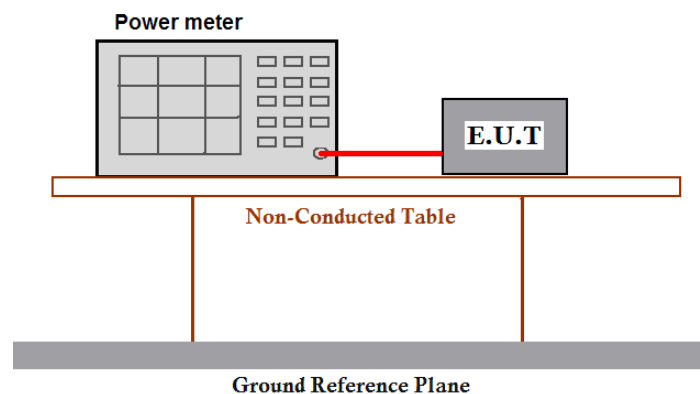 Power meter
E.U.T
Non-Conducted Table
Ground Reference Plane